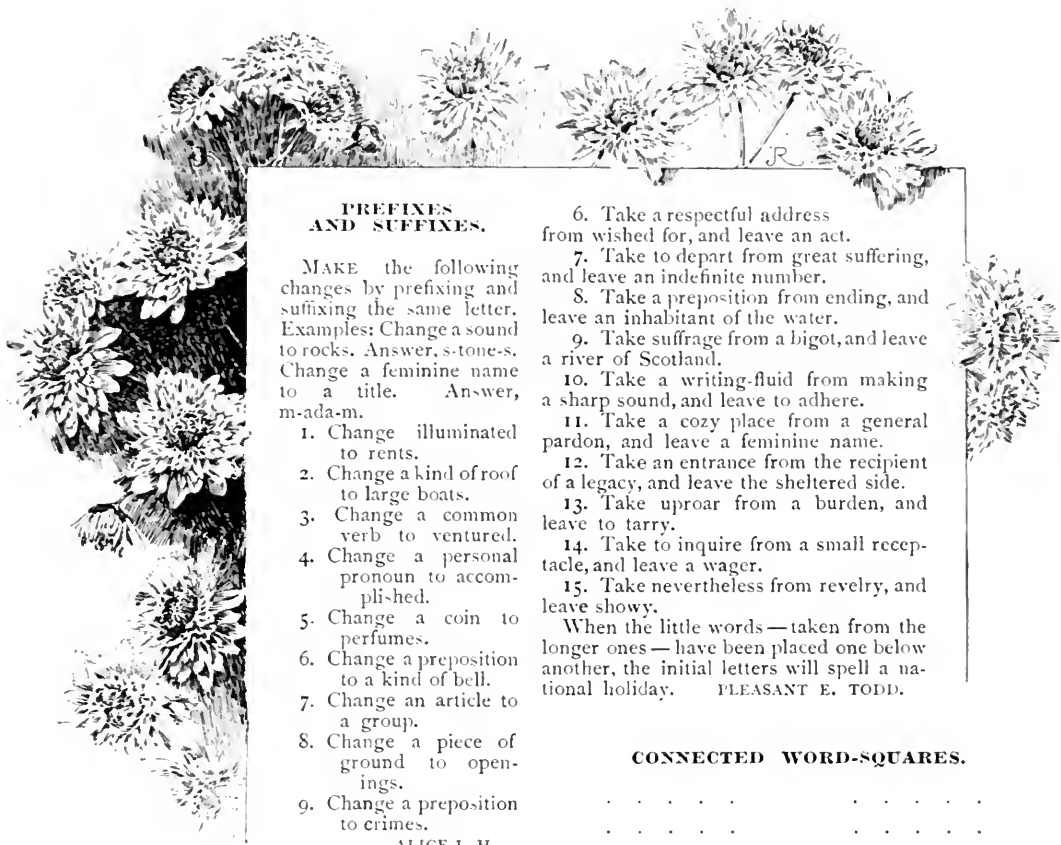 PREFIXES
AND SUFFIXES.
MAKE the following
changes by prefixing and
suffixing the same letter.
Examples: Change a sound
to rocks. Answer, s-tone-s.
Change a feminine name
to a title. Answer,
m-ada-m.
1. Change illuminated
to rents.
2. Change a kind of roof
to large boats.
3. Change a common
verb to ventured.
4. Change a personal
pronoun to accom-
plished.
5. Change a coin to
perfumes.
6. Change a preposition
to a kind of bell.
7. Change an article to
a group.
8. Change a piece of
ground to open-
ings.
9. Change a preposition
to crimes.
ALICE I. H.
6. Take a respectful address
from wished for, and leave an act.
7. Take to depart from great suffering,
and leave an indefinite number.
8. Take a preposition from ending, and
leave an inhabitant of the water.
9. Take suffrage from a bigot, and leave
a river of Scotland.
10. Take a writing-fluid from making
a sharp sound, and leave to adhere.
11. Take a cozy place from a general
pardon, and leave a feminine name.
12. Take an entrance from the recipient
of a legacy, and leave the sheltered side.
13. Take uproar from a burden, and
leave to tarry.
14. Take to inquire from a small recep-
tacle, and leave a wager.
15. Take nevertheless from revelry, and
leave showy.
When the little words — taken from the
longer ones — have been placed one below
another, the initial letters will spell a na-
tional holiday. PLEASANT E. TODD.
CONNECTED WORD-SQUARES.